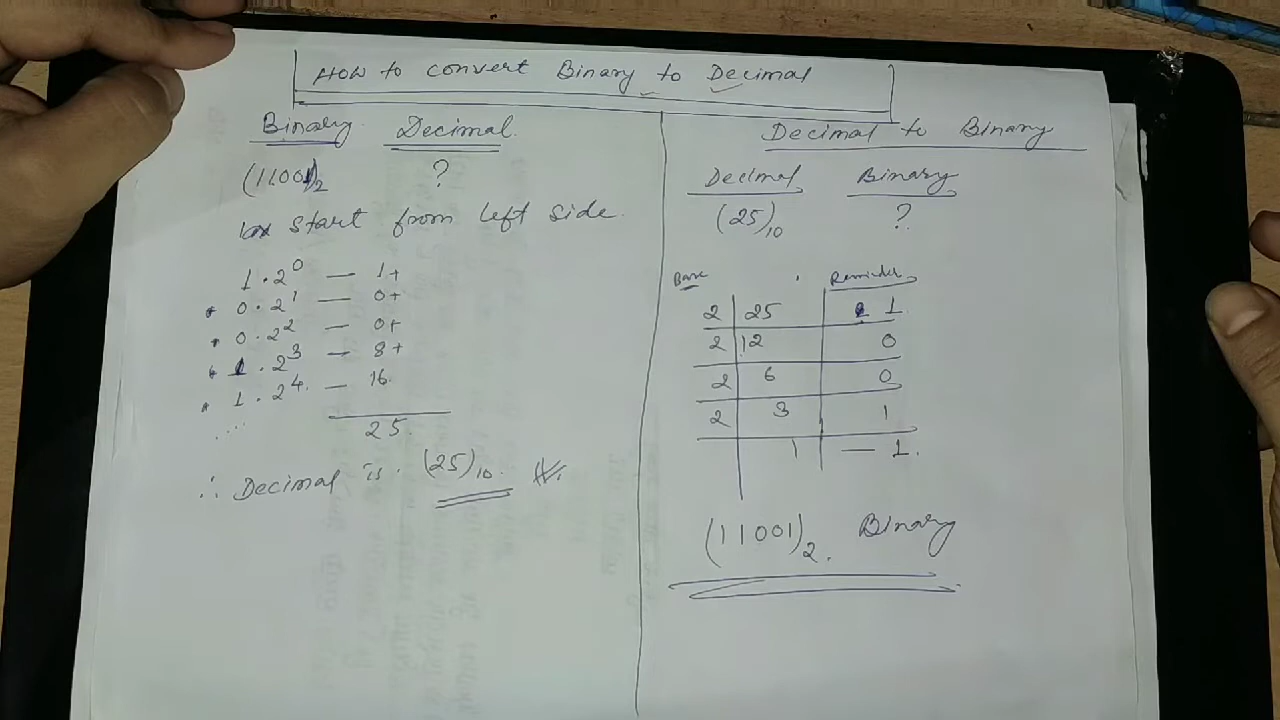 How to convert Binary to Decimal
Binary Decimal.
(11001)₂ ?
start from left side.
1 . 2⁰ — 1+
* 0 . 2¹ — 0+
* 0 . 2² — 0+
* 1 . 2³ — 8+
* 1 . 2⁴. — 16.
....
25.
∴ Decimal is . (25)₁₀.
Decimal to Binary
Decimal Binary
(25)₁₀ ?
Base Reminder
2 25 1
2 12 0
2 6 0
2 3 1
1 — 1.
(11001)₂. Binary